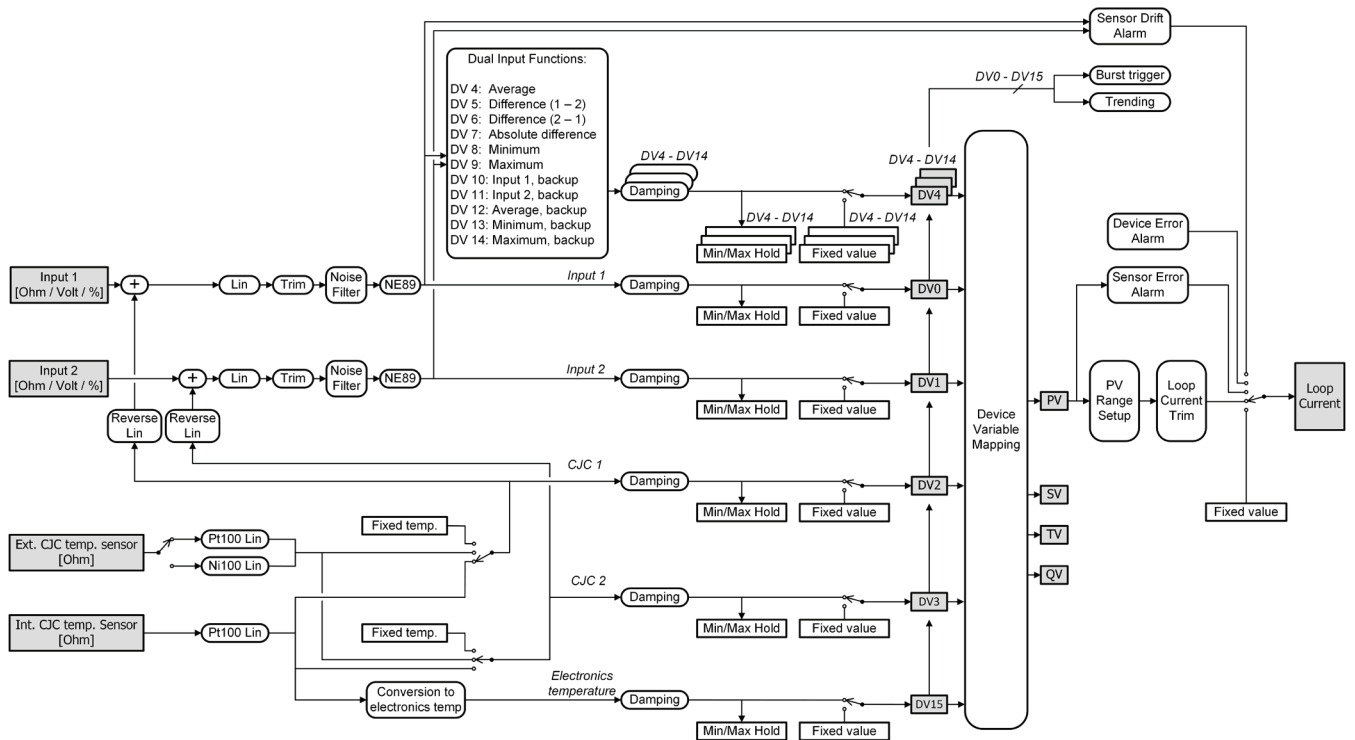 Sensor Drift
Alarm
Dual Input Functions:
DV 4: Average
DV 5: Difference (1 – 2)
DV 6: Difference (2 – 1)
DV 7: Absolute difference
DV 8: Minimum
DV 9: Maximum
DV 10: Input 1, backup
DV 11: Input 2, backup
DV 12: Average, backup
DV 13: Minimum, backup
DV 14: Maximum, backup
DV0 - DV15
Burst trigger
Trending
DV4 - DV14
Damping
DV4 - DV14
DV4
DV4 - DV14
Min/Max Hold
DV4 - DV14
Fixed value
Device Error
Alarm
Sensor Error
Alarm
Input 1
[Ohm / Volt / %]
+
Lin
Trim
Noise
Filter
NE89
Input 1
Damping
Min/Max Hold
Fixed value
DV0
Input 2
[Ohm / Volt / %]
+
Lin
Trim
Noise
Filter
NE89
Input 2
Damping
Min/Max Hold
Fixed value
DV1
Reverse
Lin
Reverse
Lin
Device
Variable
Mapping
PV
PV
Range
Setup
Loop
Current
Trim
Loop
Current
CJC 1
Damping
Min/Max Hold
Fixed value
DV2
SV
TV
QV
Fixed value
Ext. CJC temp. sensor
[Ohm]
Pt100 Lin
Ni100 Lin
Fixed temp.
CJC 2
Damping
Min/Max Hold
Fixed value
DV3
Int. CJC temp. Sensor
[Ohm]
Pt100 Lin
Fixed temp.
Conversion to
electronics temp
Electronics
temperature
Damping
Min/Max Hold
Fixed value
DV15